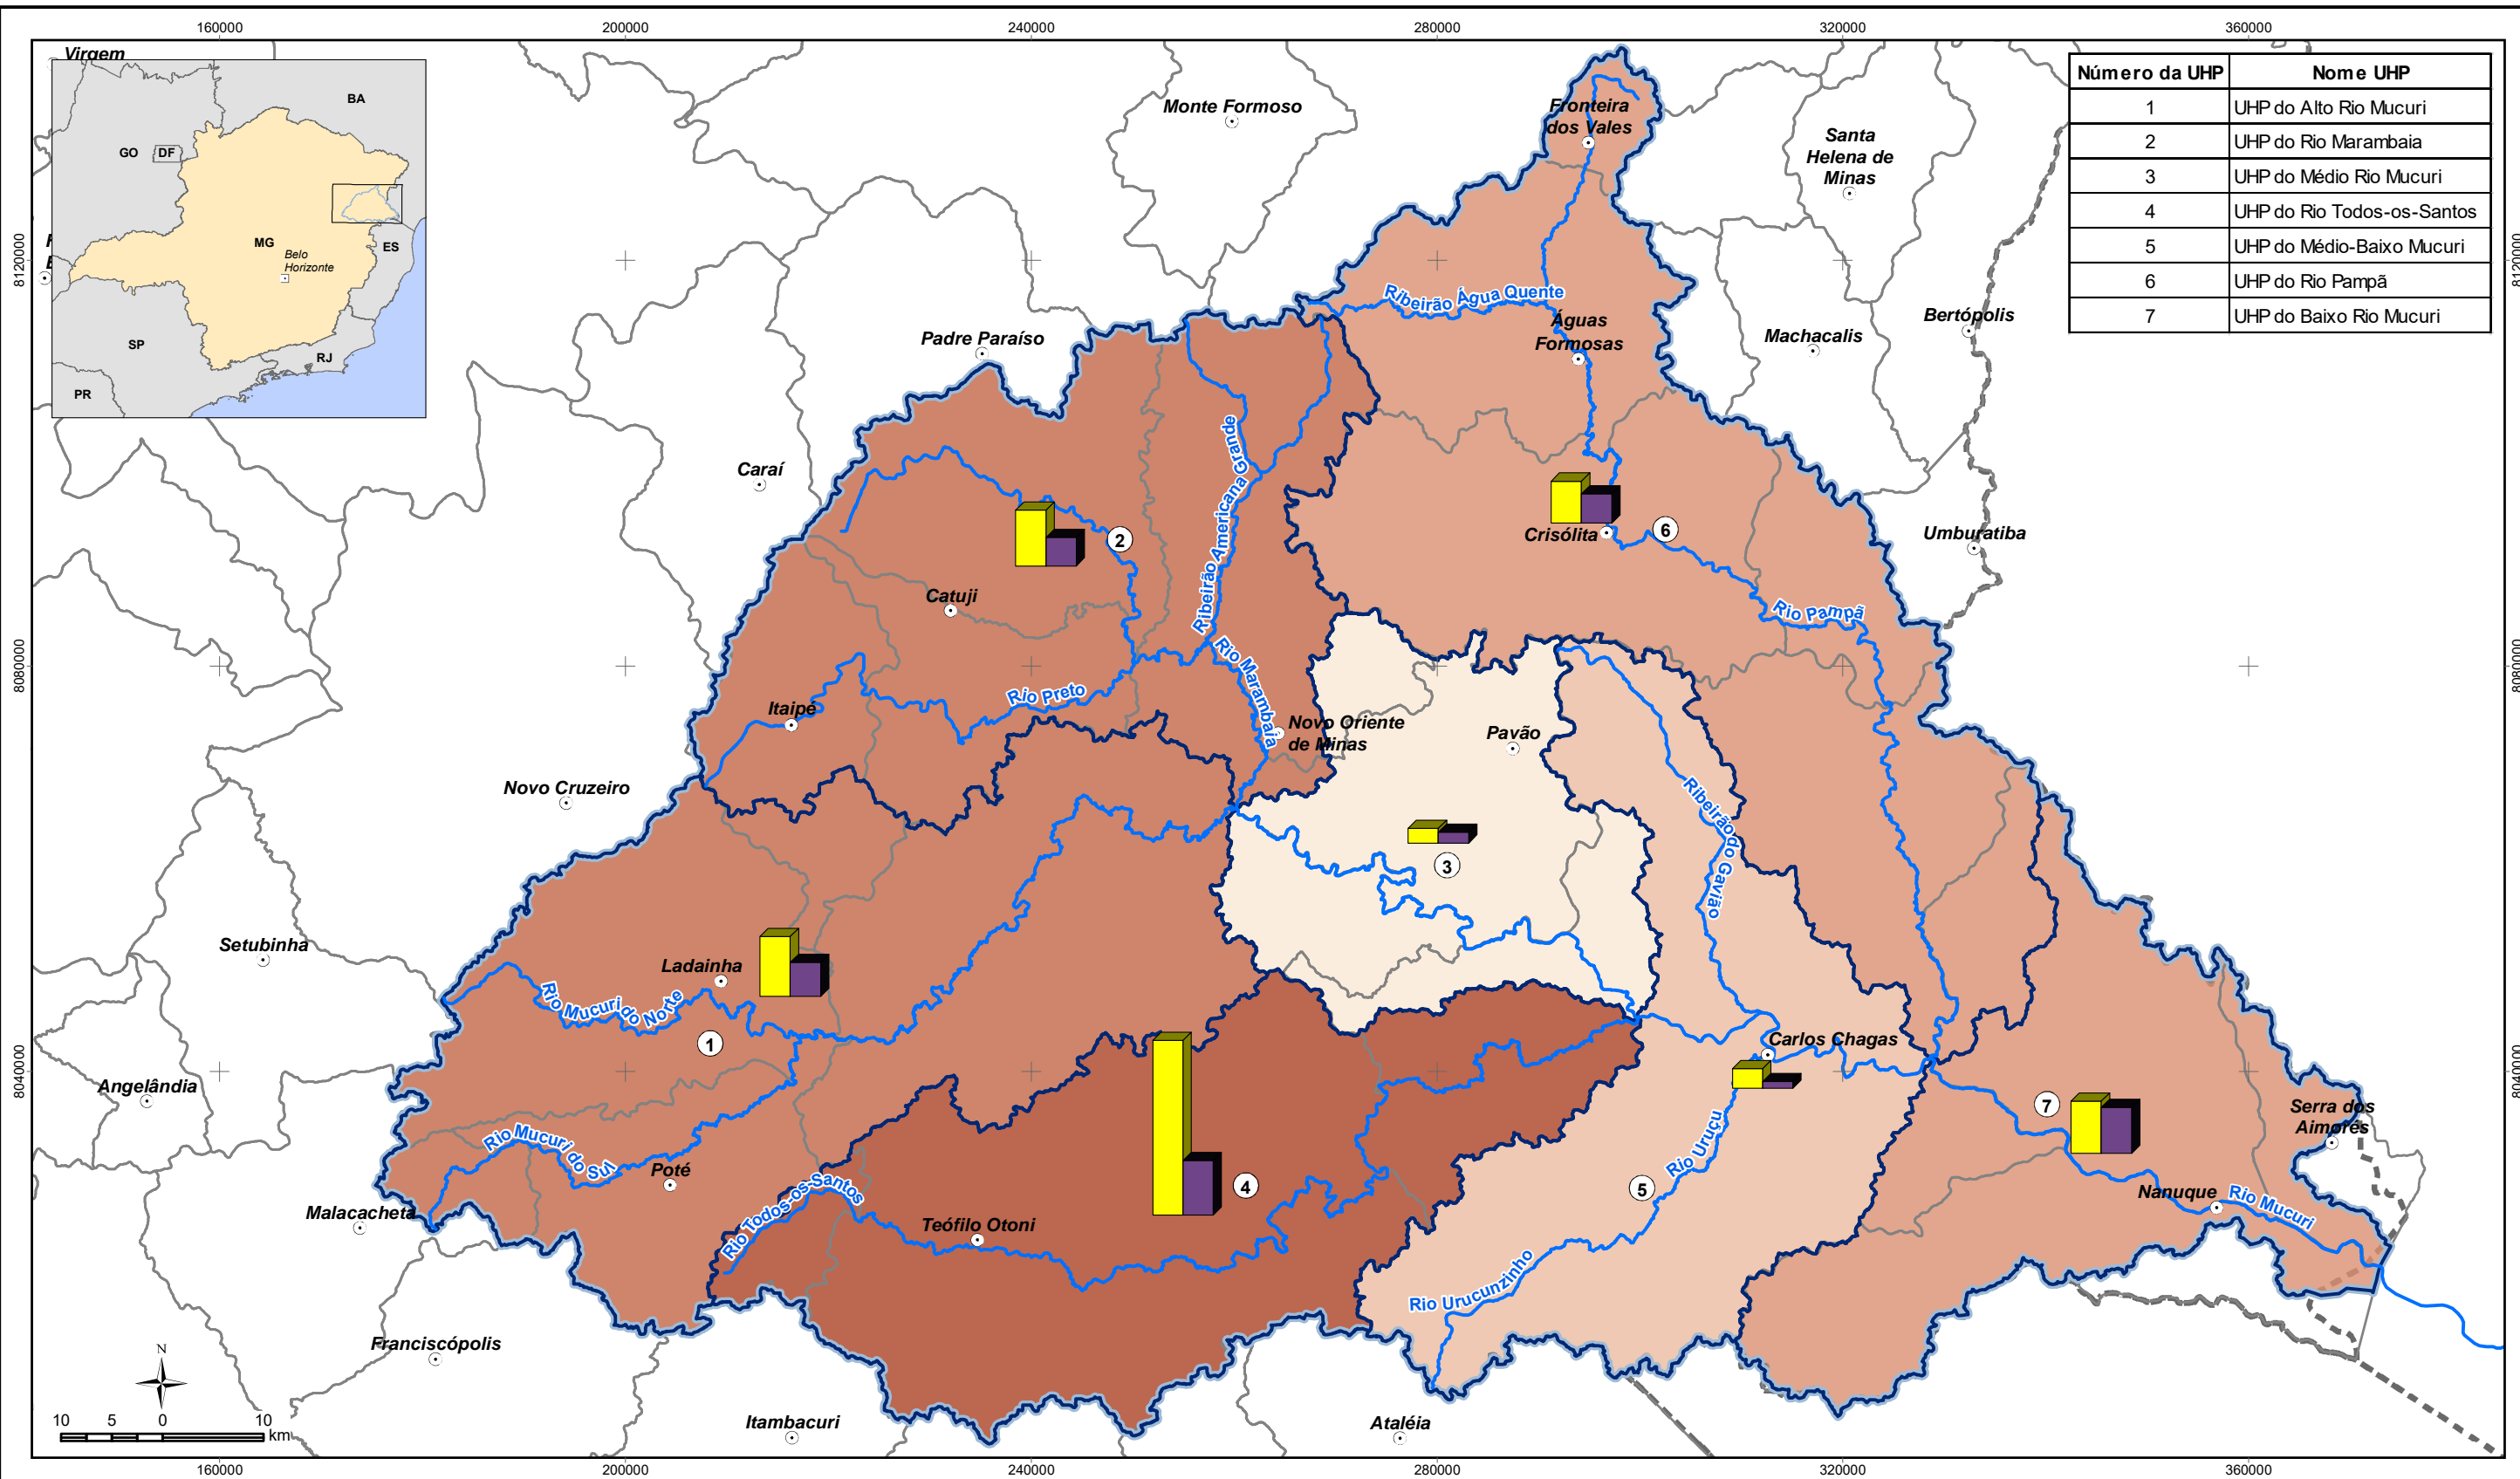 160000
200000
240000
280000
320000
360000
Virgem
BA
GO
DF
MG
Belo
Horizonte
ES
SP
RJ
PR
Número da UHP Nome UHP
1 UHP do Alto Rio Mucuri
2 UHP do Rio Marambaia
3 UHP do Médio Rio Mucuri
4 UHP do Rio Todos-os-Santos
5 UHP do Médio-Baixo Mucuri
6 UHP do Rio Pampã
7 UHP do Baixo Rio Mucuri
Monte Formoso
Fronteira
dos Vales
Santa
Helena de
Minas
8120000
8120000
Ribeirão Água Quente
Águas
Formosas
Padre Paraíso
Machacalis
Bertópolis
Caraí
Ribeirão Americana Grande
2
Crisólita
6
Umburatiba
Catuji
Rio Pampã
8080000
8080000
Rio Marambaia
Rio Preto
Itaipé
Novo Oriente
de Minas
Pavão
Novo Cruzeiro
Ribeirão do Gavião
3
Setubinha
Ladainha
Rio Mucuri do Norte
1
Carlos Chagas
8040000
8040000
Angelândia
7
Serra dos
Aimorés
Rio Mucuri do Sul
Poté
Rio Uruçu
4
5
Rio Todos-os-Santos
Malacacheta
Teófilo Otoni
Nanuque
Rio Mucuri
Rio Urucunzinho
Franciscópolis
N
10 5 0 10
km
Itambacuri
Ataléia
160000
200000
240000
280000
320000
360000